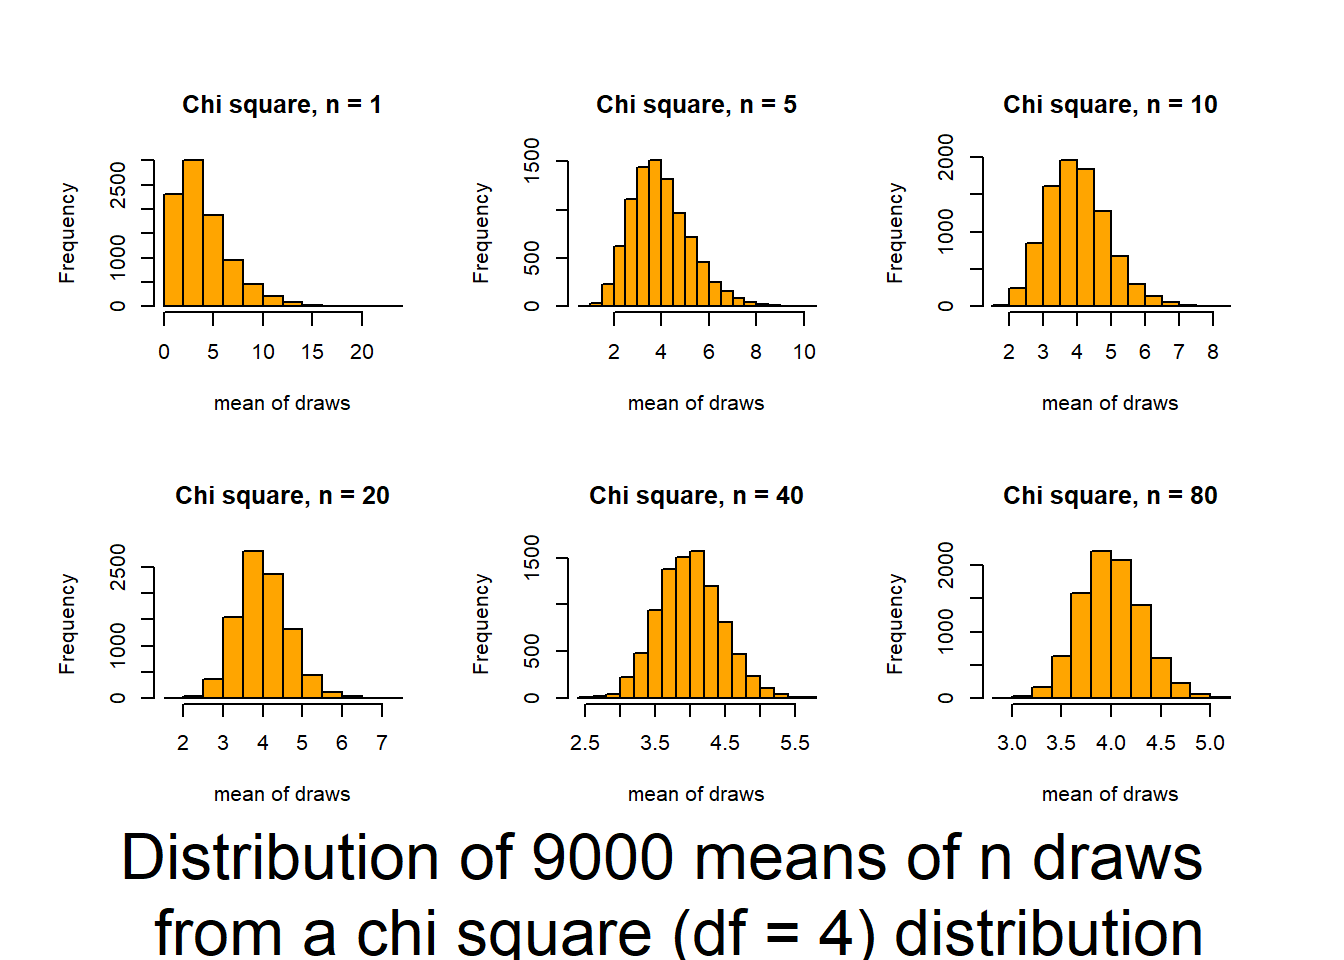 Chi square, n = 1
Frequency
0 1000 2500
0 5 10 15 20
mean of draws
Chi square, n = 5
Frequency
0 500 1500
2 4 6 8 10
mean of draws
Chi square, n = 10
Frequency
0 1000 2000
2 3 4 5 6 7 8
mean of draws
Chi square, n = 20
Frequency
0 1000 2500
2 3 4 5 6 7
mean of draws
Chi square, n = 40
Frequency
0 500 1500
2.5 3.5 4.5 5.5
mean of draws
Chi square, n = 80
Frequency
0 1000 2000
3.0 3.5 4.0 4.5 5.0
mean of draws
Distribution of 9000 means of n draws
from a chi square (df = 4) distribution